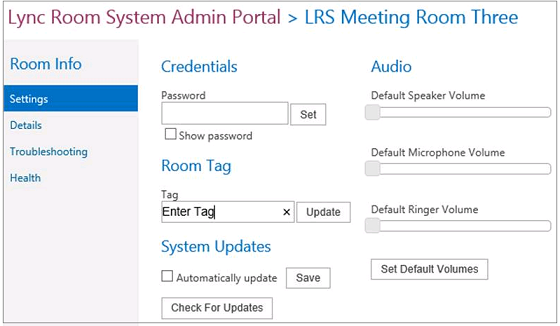 Lync Room System Admin Portal > LRS Meeting Room Three
Room Info
Settings
Details
Troubleshooting
Health
Credentials
Password
Set
Show password
Room Tag
Tag
Enter Tag × Update
System Updates
Automatically update Save
Check For Updates
Audio
Default Speaker Volume
Default Microphone Volume
Default Ringer Volume
Set Default Volumes